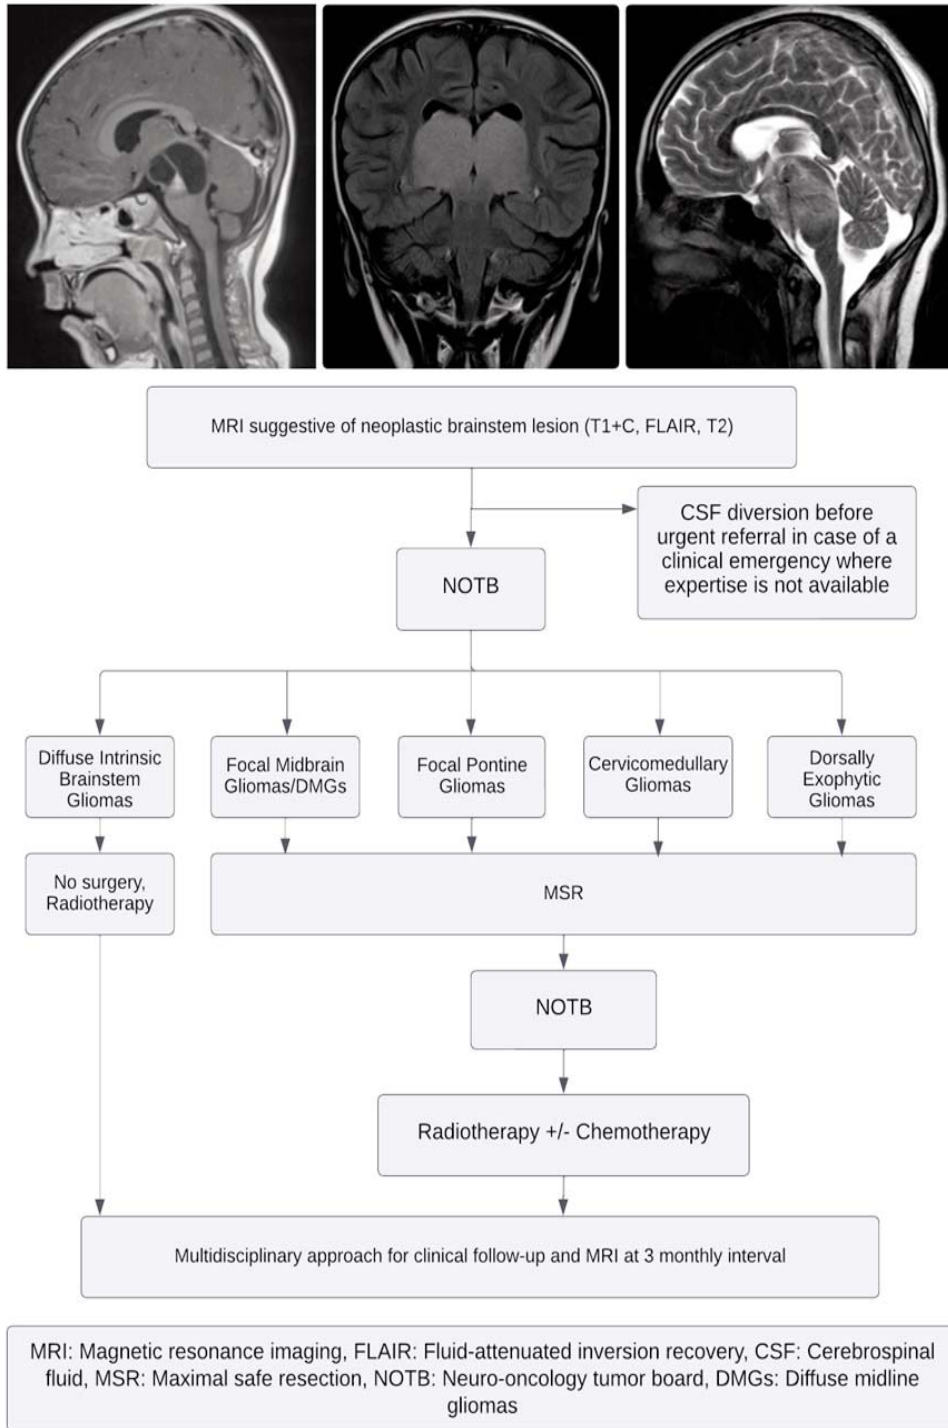 MRI suggestive of neoplastic brainstem lesion (T1+C, FLAIR, T2)
CSF diversion before
urgent referral in case of a
clinical emergency where
expertise is not available
NOTB
Diffuse Intrinsic
Brainstem
Gliomas
Focal Midbrain
Gliomas/DMGs
Focal Pontine
Gliomas
Cervicomedullary
Gliomas
Dorsally
Exophytic
Gliomas
No surgery,
Radiotherapy
MSR
NOTB
Radiotherapy +/- Chemotherapy
Multidisciplinary approach for clinical follow-up and MRI at 3 monthly interval
MRI: Magnetic resonance imaging, FLAIR: Fluid-attenuated inversion recovery, CSF: Cerebrospinal
fluid, MSR: Maximal safe resection, NOTB: Neuro-oncology tumor board, DMGs: Diffuse midline
gliomas